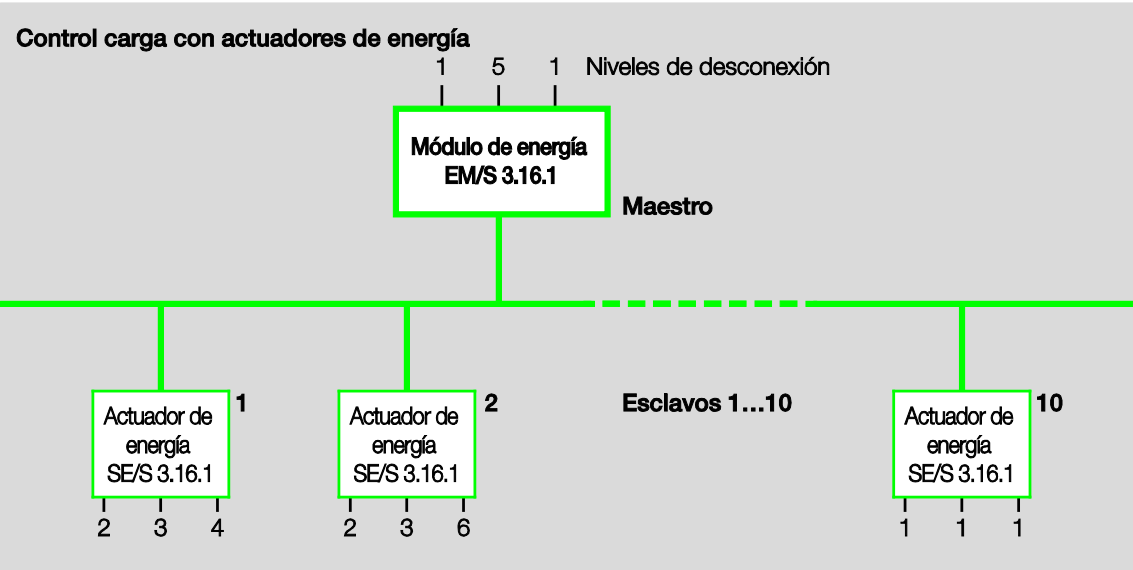 Control carga con actuadores de energía
1 5 1 Niveles de desconexión
Módulo de energía
EM/S 3.16.1
Maestro
Actuador de
energía
SE/S 3.16.1
1
2 3 4
Actuador de
energía
SE/S 3.16.1
2
2 3 6
Esclavos 1...10
Actuador de
energía
SE/S 3.16.1
10
1 1 1